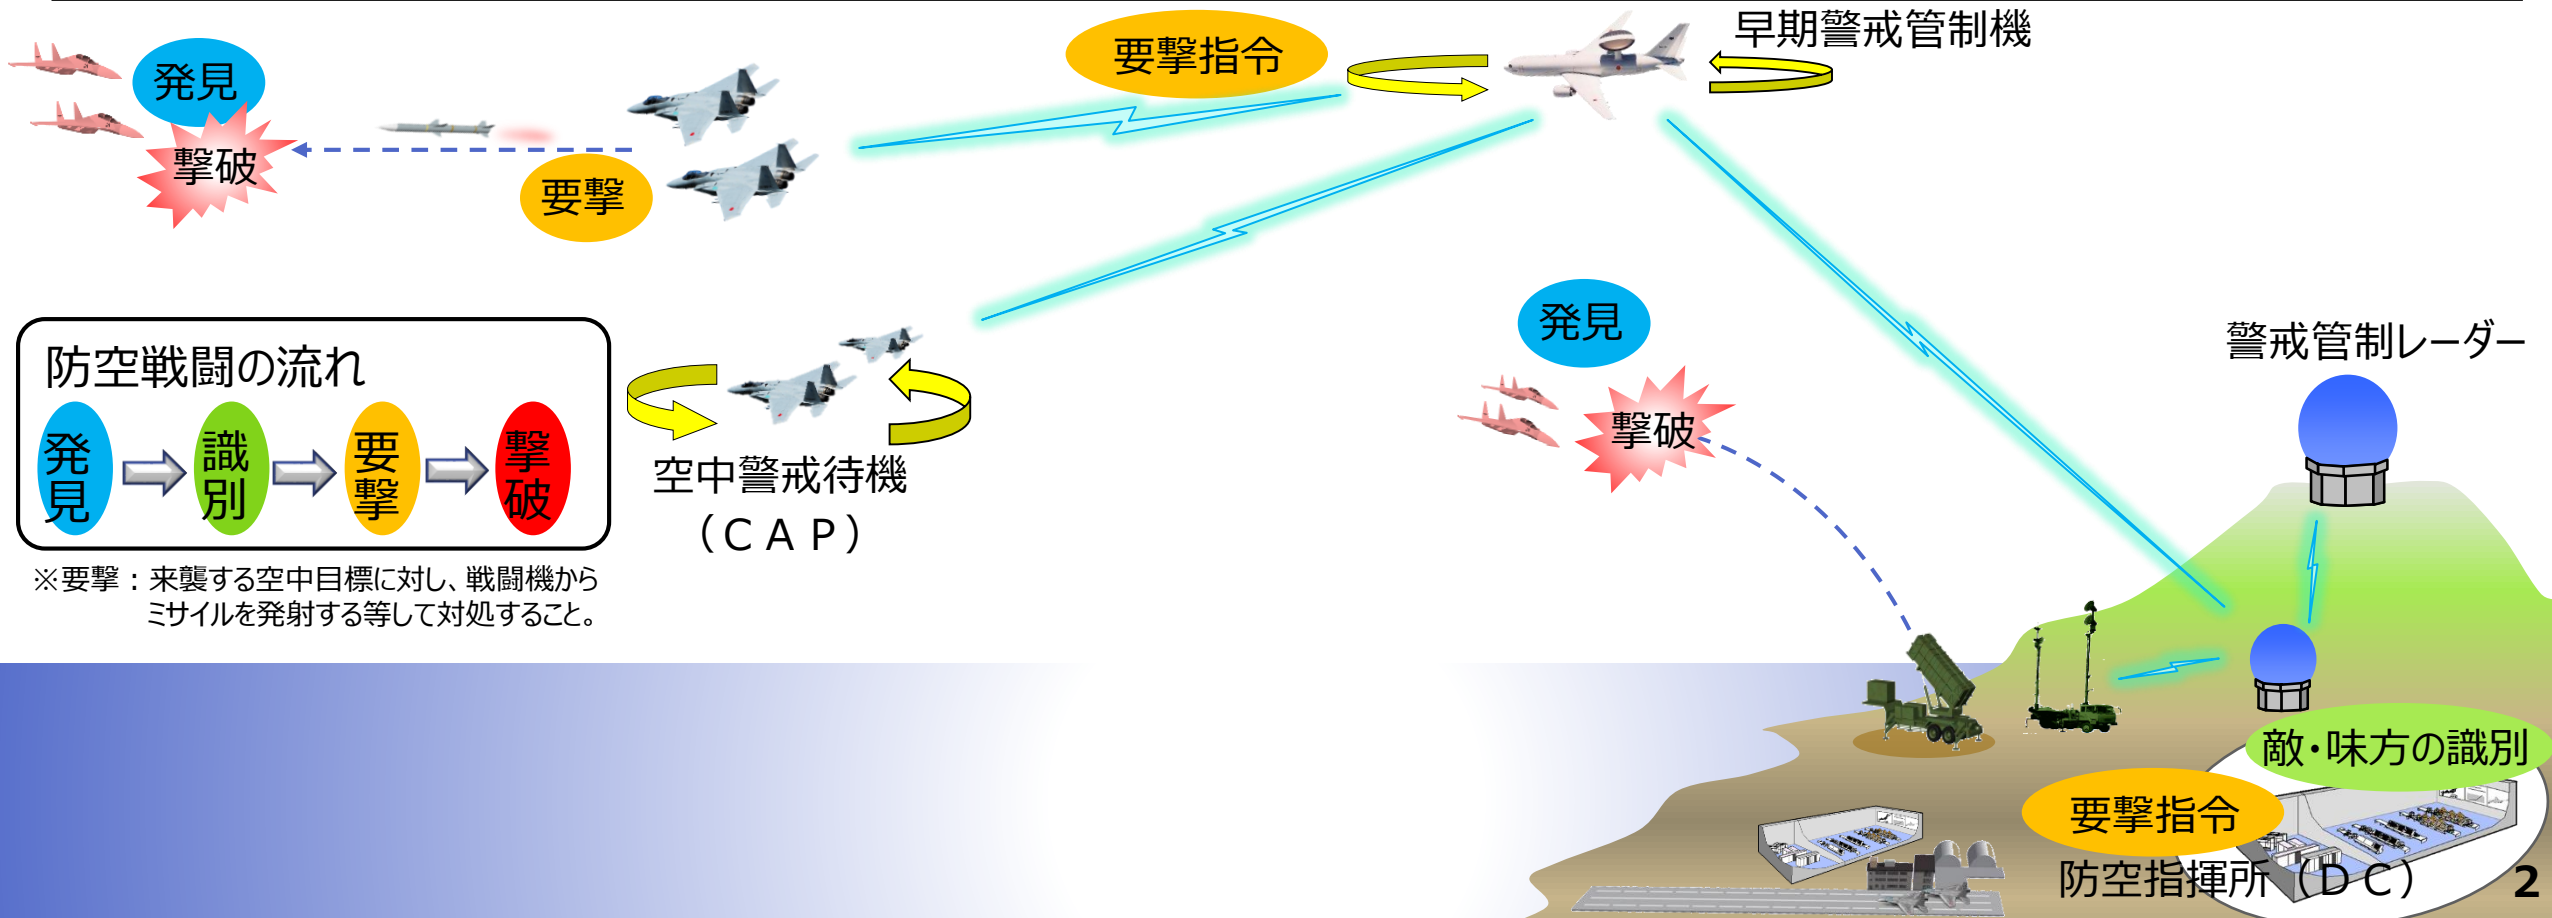 早期警戒管制機
要撃指令
発見
撃破
要撃
発見
撃破
警戒管制レーダー
防空戦闘の流れ
発見
識別
要撃
撃破
空中警戒待機
（ＣＡＰ）
※要撃：来襲する空中目標に対し、戦闘機から
ミサイルを発射する等して対処すること。
敵・味方の識別
要撃指令
防空指揮所（ＤＣ）
2